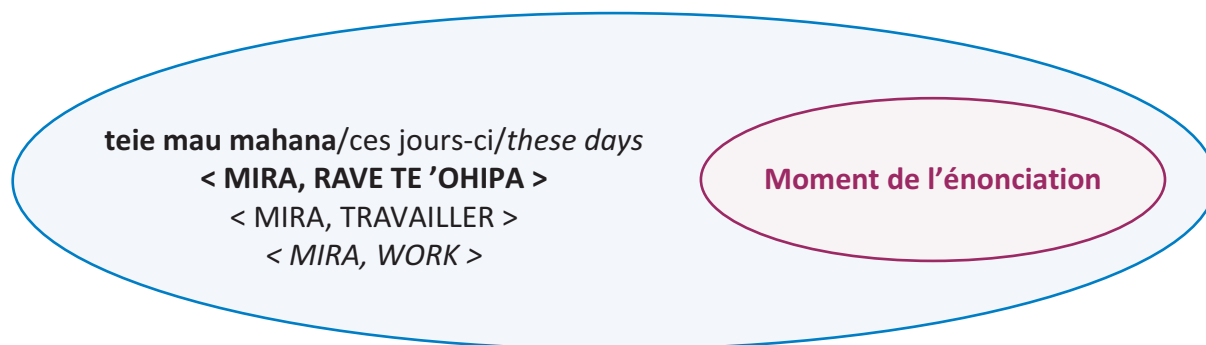 teie mau mahana/ces jours-ci/these days
< MIRA, RAVE TE ’OHIPA >
< MIRA, TRAVAILLER >
< MIRA, WORK >
Moment de l’énonciation